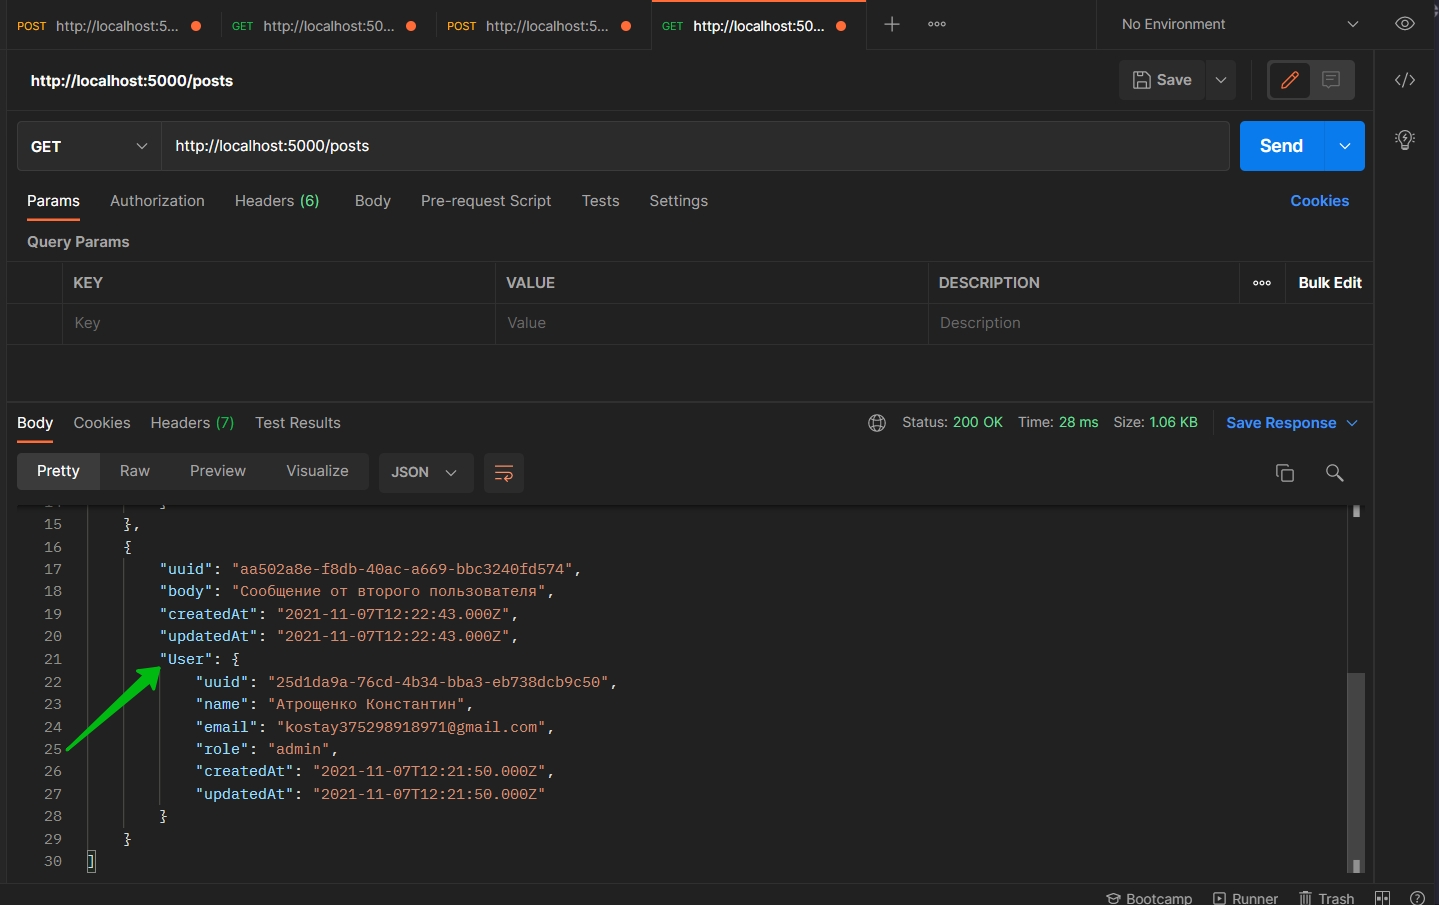 POST http://localhost:5... GET http://localhost:50... POST http://localhost:5... GET http://localhost:50... No Environment
http://localhost:5000/posts Save
GET http://localhost:5000/posts Send
Params Authorization Headers (6) Body Pre-request Script Tests Settings Cookies
Query Params
KEY VALUE DESCRIPTION Bulk Edit
Key Value Description
Body Cookies Headers (7) Test Results Status: 200 OK Time: 28 ms Size: 1.06 KB Save Response
Pretty Raw Preview Visualize JSON
15 },
16 {
17 "uuid": "aa502a8e-f8db-40ac-a669-bbc3240fd574",
18 "body": "Сообщение от второго пользователя",
19 "createdAt": "2021-11-07T12:22:43.000Z",
20 "updatedAt": "2021-11-07T12:22:43.000Z",
21 "User": {
22 "uuid": "25d1da9a-76cd-4b34-bba3-eb738dcb9c50",
23 "name": "Атрощенко Константин",
24 "email": "kostay375298918971@gmail.com",
25 "role": "admin",
26 "createdAt": "2021-11-07T12:21:50.000Z",
27 "updatedAt": "2021-11-07T12:21:50.000Z"
28 }
29 }
30 ]
Bootcamp Runner Trash